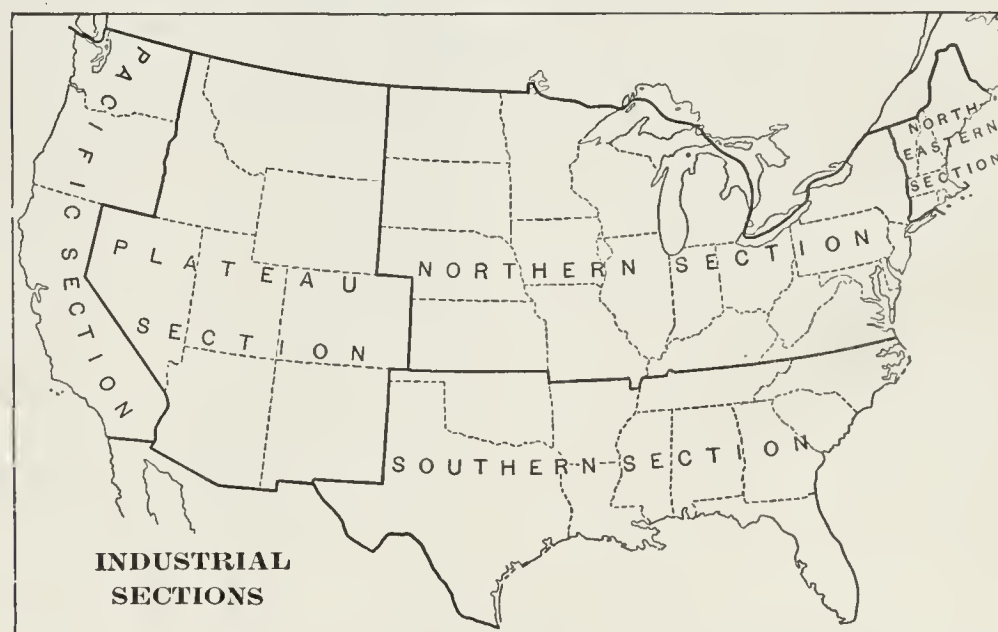 PACIFIC SECTION
PLATEAU
SECTION
NORTHERN SECTION
NORTH
EASTERN
SECTION
SOUTHERN SECTION
INDUSTRIAL
SECTIONS